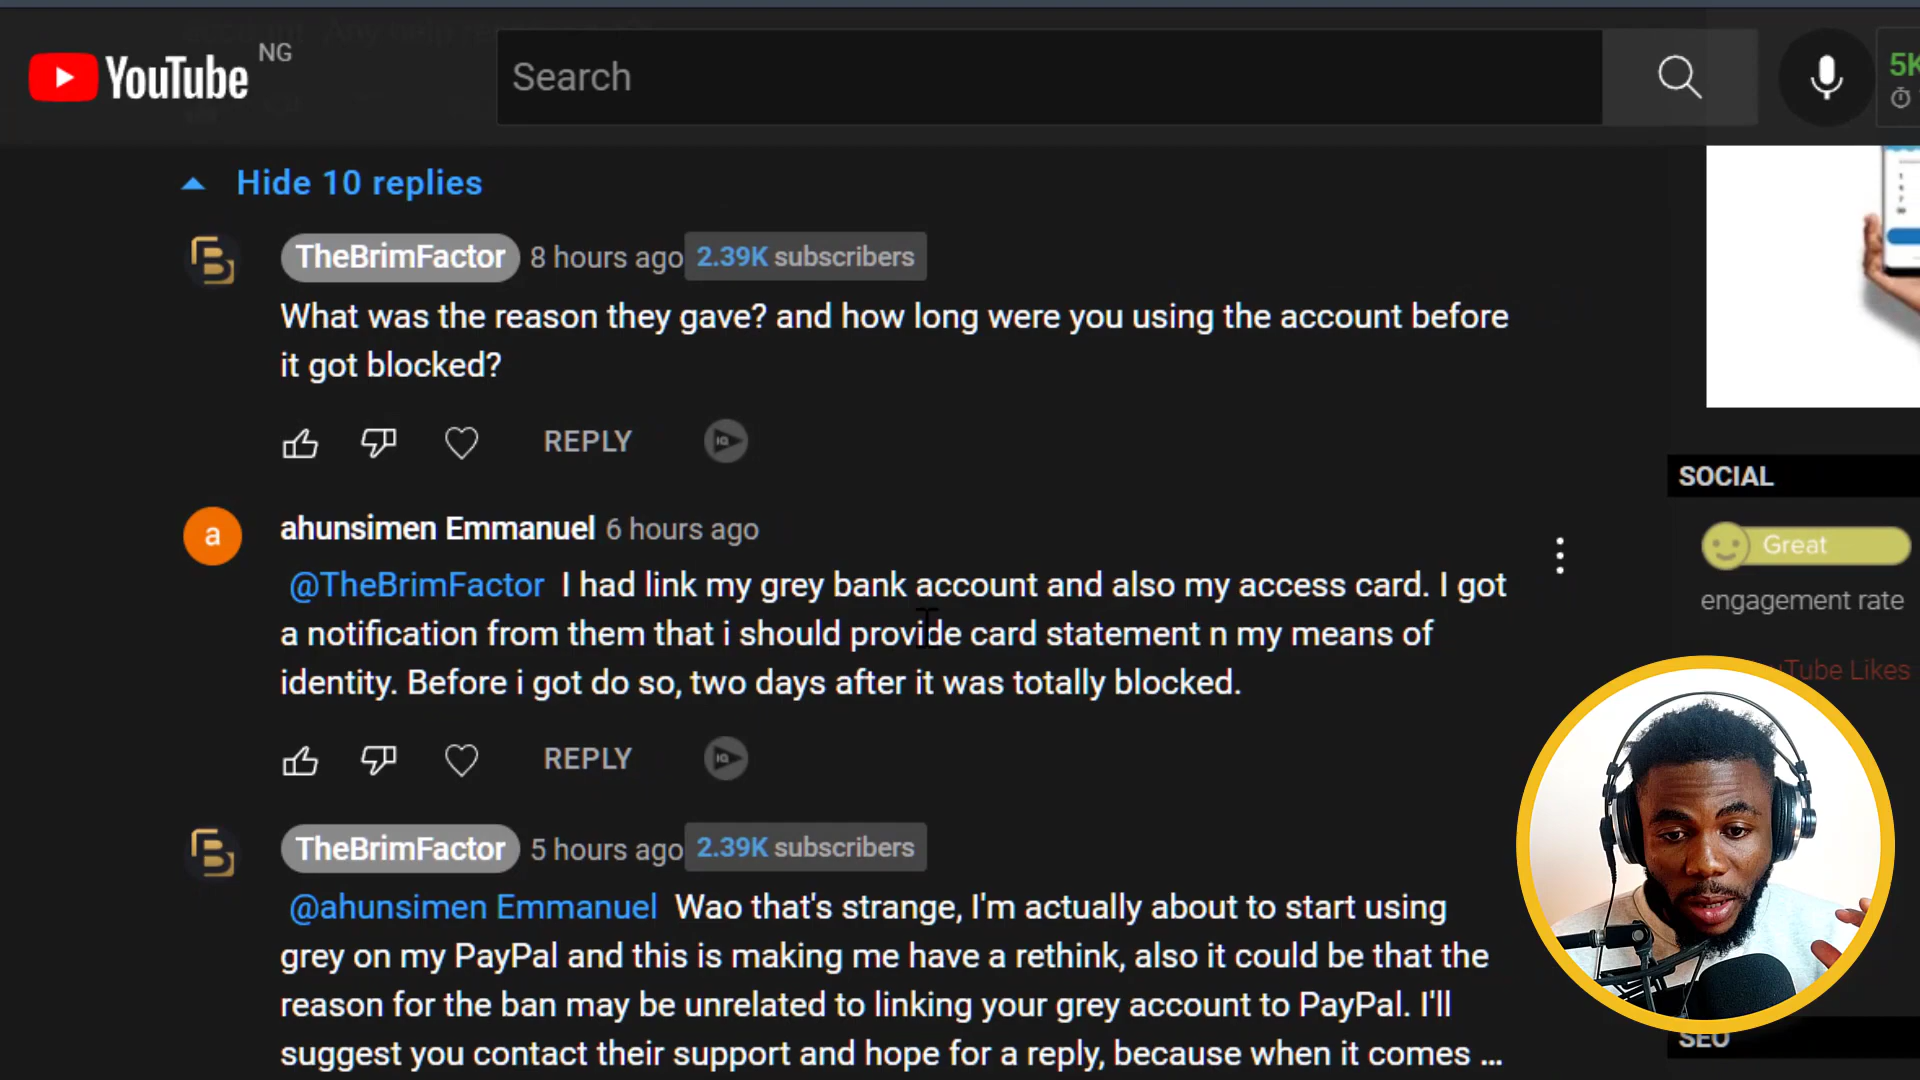 YouTube NG
Search
5K
Hide 10 replies
TheBrimFactor 8 hours ago 2.39K subscribers
What was the reason they gave? and how long were you using the account before
it got blocked?
REPLY
a
ahunsimen Emmanuel 6 hours ago
@TheBrimFactor I had link my grey bank account and also my access card. I got
a notification from them that i should provide card statement n my means of
identity. Before i got do so, two days after it was totally blocked.
REPLY
TheBrimFactor 5 hours ago 2.39K subscribers
@ahunsimen Emmanuel Wao that's strange, I'm actually about to start using
grey on my PayPal and this is making me have a rethink, also it could be that the
reason for the ban may be unrelated to linking your grey account to PayPal. I'll
suggest you contact their support and hope for a reply, because when it comes ...
SOCIAL
Great
engagement rate
Likes
SEO